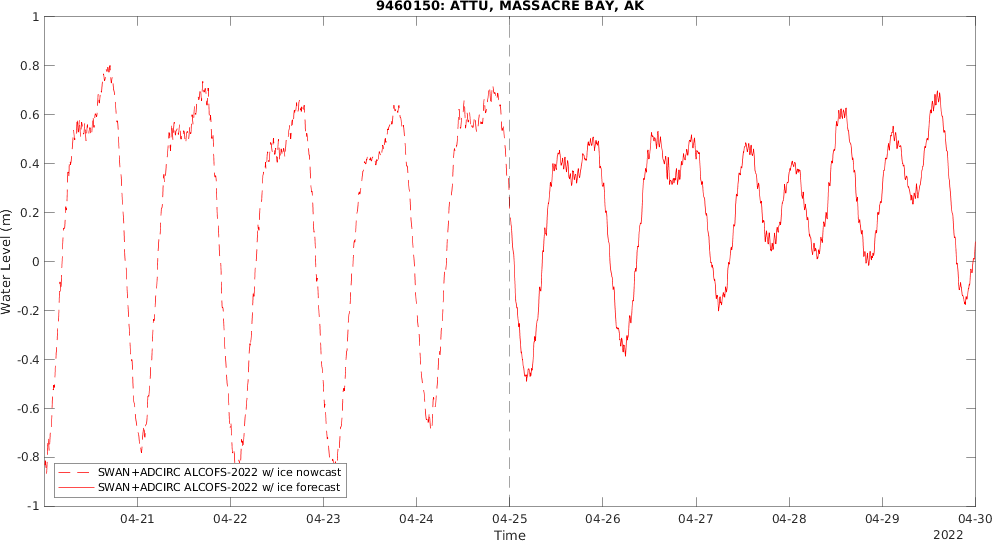 9460150: ATTU, MASSACRE BAY, AK
1
0.8
0.6
0.4
0.2
0
-0.2
-0.4
-0.6
-0.8
-1
Water Level (m)
SWAN+ADCIRC ALCOFS-2022 w/ ice nowcast
SWAN+ADCIRC ALCOFS-2022 w/ ice forecast
04-21 04-22 04-23 04-24 04-25 04-26 04-27 04-28 04-29 04-30
Time
2022